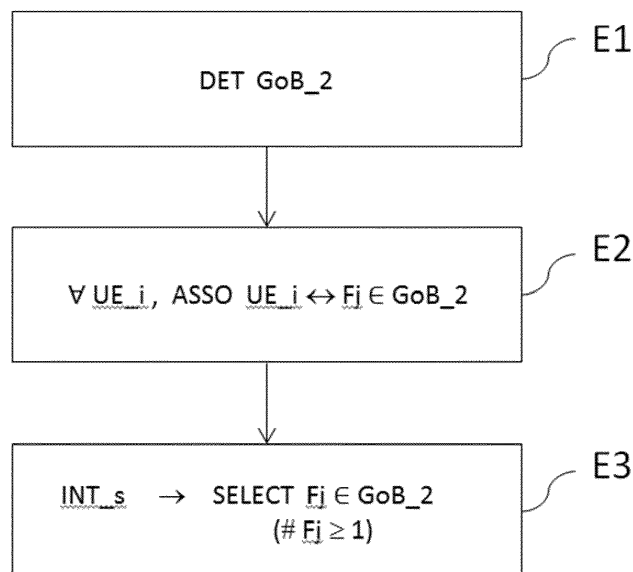 E1
DET GoB_2
E2
∀ UE_i , ASSO UE_i ↔ Fj ∈ GoB_2
E3
INT_s → SELECT Fj ∈ GoB_2
(# Fj ≥ 1)